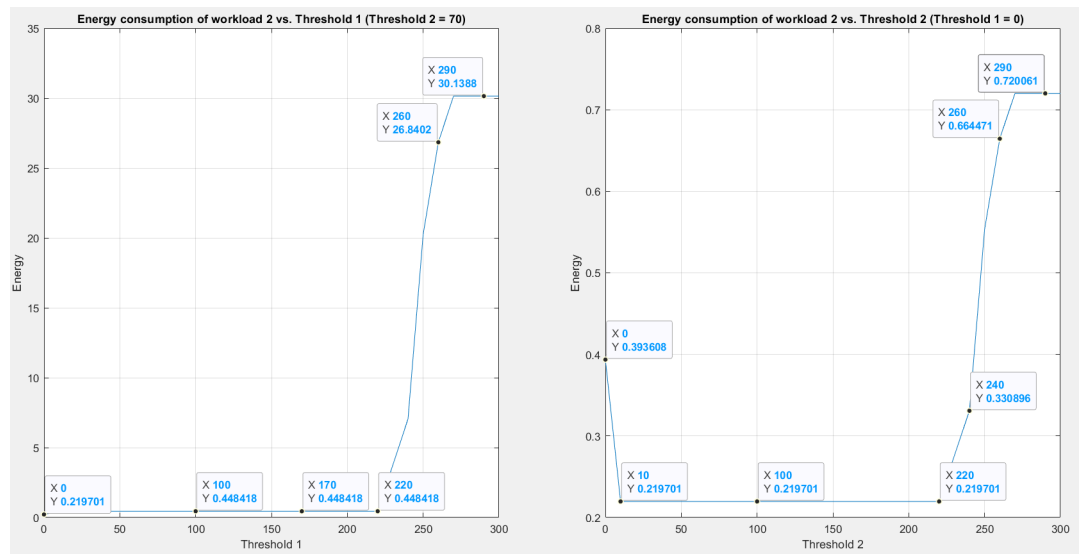 Energy consumption of workload 2 vs. Threshold 1 (Threshold 2 = 70)
35
30
25
20
15
10
5
0
Energy
X 290
Y 30.1388
X 260
Y 26.8402
X 0
Y 0.219701
X 100
Y 0.448418
X 170
Y 0.448418
X 220
Y 0.448418
0
50
100
150
200
250
300
Threshold 1
Energy consumption of workload 2 vs. Threshold 2 (Threshold 1 = 0)
0.8
0.7
0.6
0.5
0.4
0.3
0.2
Energy
X 290
Y 0.720061
X 260
Y 0.664471
X 0
Y 0.393608
X 240
Y 0.330896
X 10
Y 0.219701
X 100
Y 0.219701
X 220
Y 0.219701
0
50
100
150
200
250
300
Threshold 2